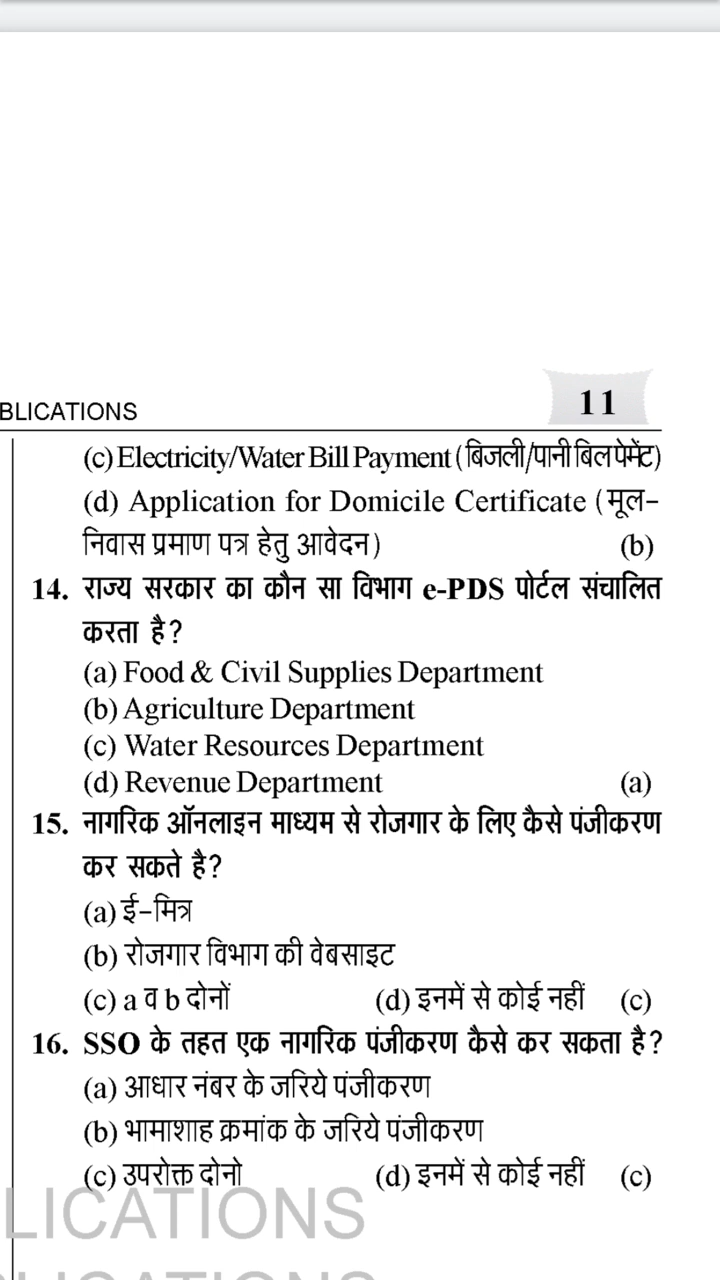 BLICATIONS
11
(c) Electricity/Water Bill Payment (बिजली/पानी बिल पेमेंट)
(d) Application for Domicile Certificate (मूल-
निवास प्रमाण पत्र हेतु आवेदन) (b)
14. राज्य सरकार का कौन सा विभाग e-PDS पोर्टल संचालित
करता है?
(a) Food & Civil Supplies Department
(b) Agriculture Department
(c) Water Resources Department
(d) Revenue Department (a)
15. नागरिक ऑनलाइन माध्यम से रोजगार के लिए कैसे पंजीकरण
कर सकते है?
(a) ई-मित्र
(b) रोजगार विभाग की वेबसाइट
(c) a व b दोनों (d) इनमें से कोई नहीं (c)
16. SSO के तहत एक नागरिक पंजीकरण कैसे कर सकता है?
(a) आधार नंबर के जरिये पंजीकरण
(b) भामाशाह क्रमांक के जरिये पंजीकरण
(c) उपरोक्त दोनो (d) इनमें से कोई नहीं (c)
LICATIONS